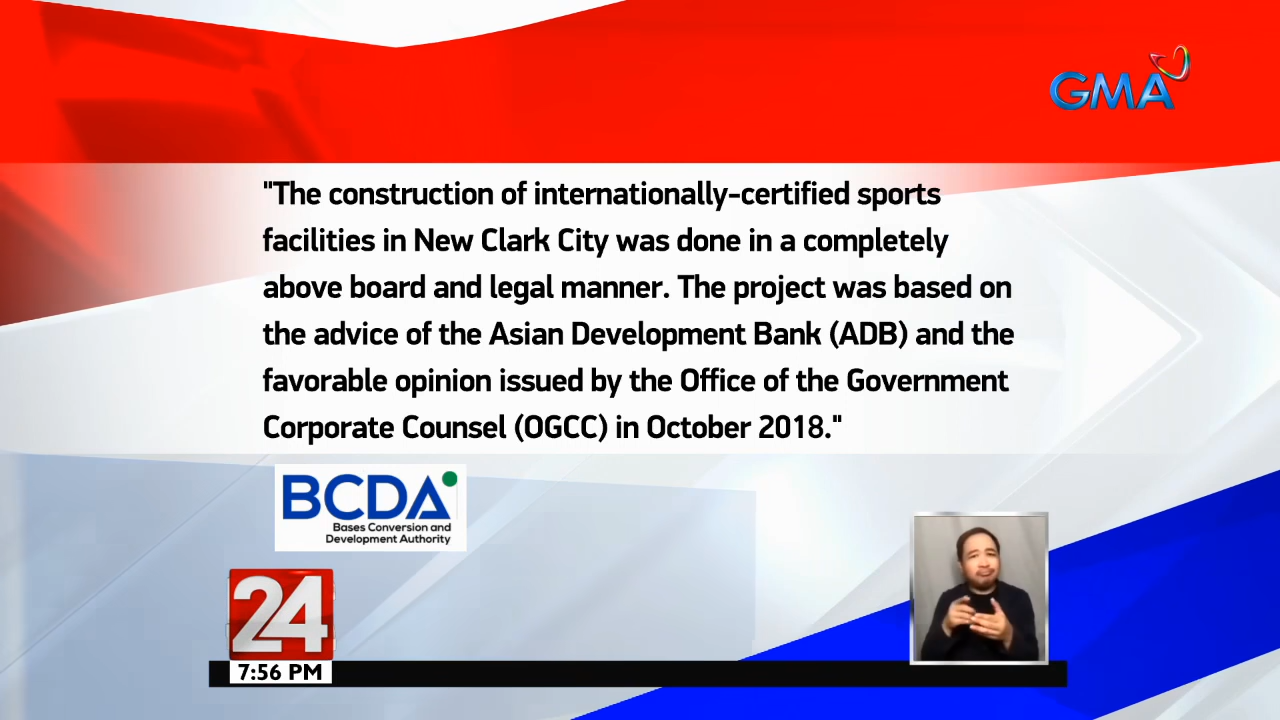 GMA
"The construction of internationally-certified sports
facilities in New Clark City was done in a completely
above board and legal manner. The project was based on
the advice of the Asian Development Bank (ADB) and the
favorable opinion issued by the Office of the Government
Corporate Counsel (OGCC) in October 2018."
BCDA
Bases Conversion and
Development Authority
24
7:56 PM